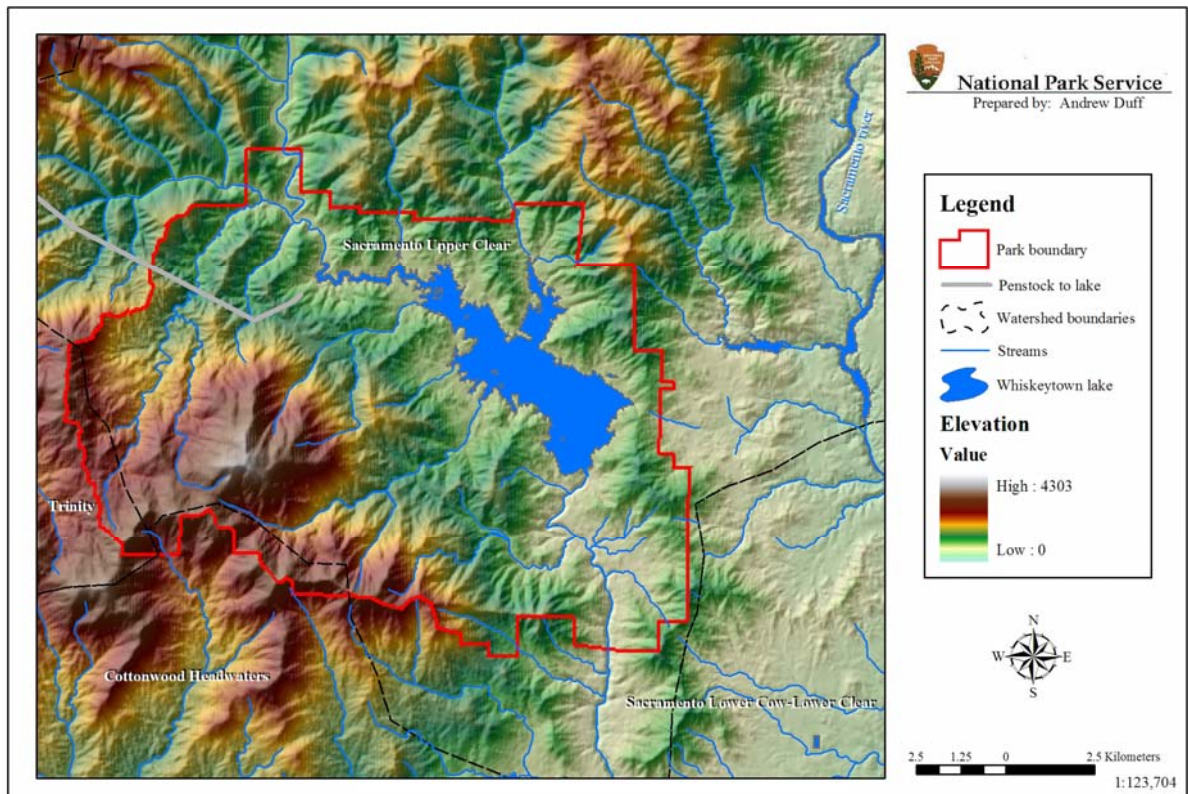 National Park Service
Prepared by: Andrew Duff
Sacramento river
Sacramento Upper Clear
Trinity
Cottonwood Headwaters
Sacramento Lower Cow-Lower Clear
Legend
Park boundary
Penstock to lake
Watershed boundaries
Streams
Whiskeytown lake
Elevation
Value
High : 4303
Low : 0
N
W E
S
2.5 1.25 0 2.5 Kilometers
1:123,704